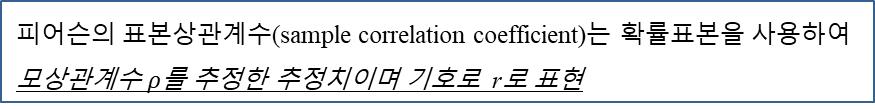 피어슨의 표본상관계수(sample correlation coefficient)는 확률표본을 사용하여
모상관계수 ρ를 추정한 추정치이며 기호로 r로 표현